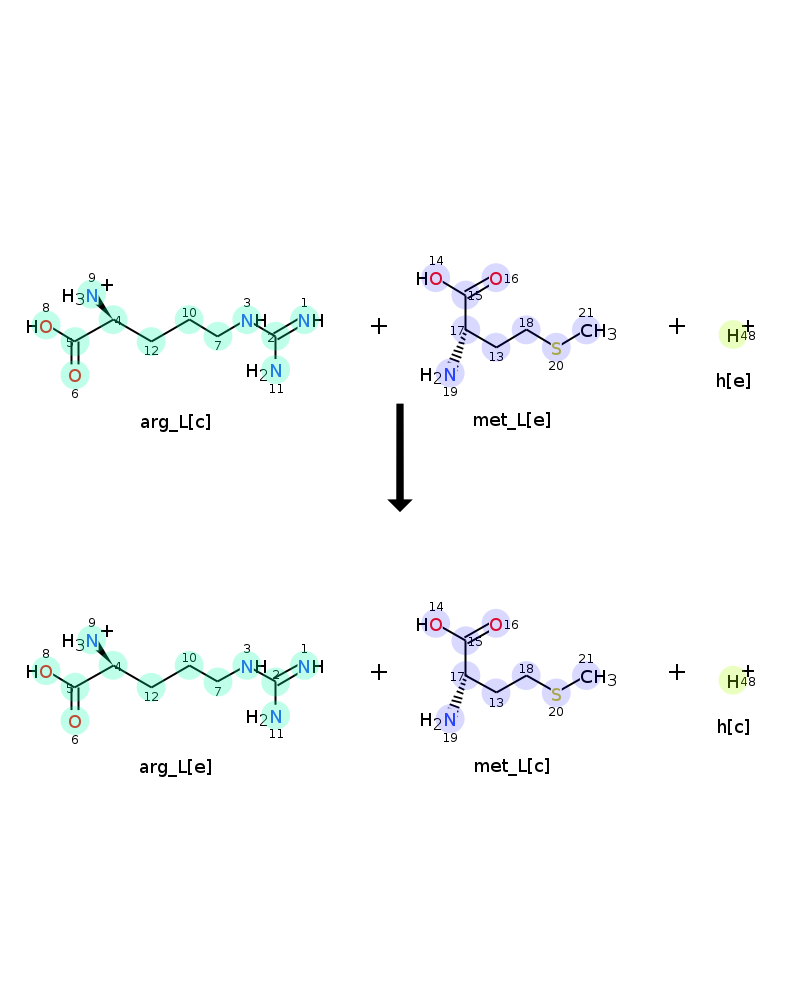 14
HO O 16
9 15
H3N+ 8 3 1 21
HO 4 10 NH NH + 17 18 CH3 + H+ 48
5 2 13 S
12 7 H2N H2N 20 h[e]
O 11 19
6
arg_L[c] met_L[e]
14
HO O 16
9 15
H3N+ 8 3 1 21
HO 4 10 NH NH + 17 18 CH3 + H+ 48
5 2 13 S
12 7 H2N H2N 20 h[c]
O 11 19
6
arg_L[e] met_L[c]